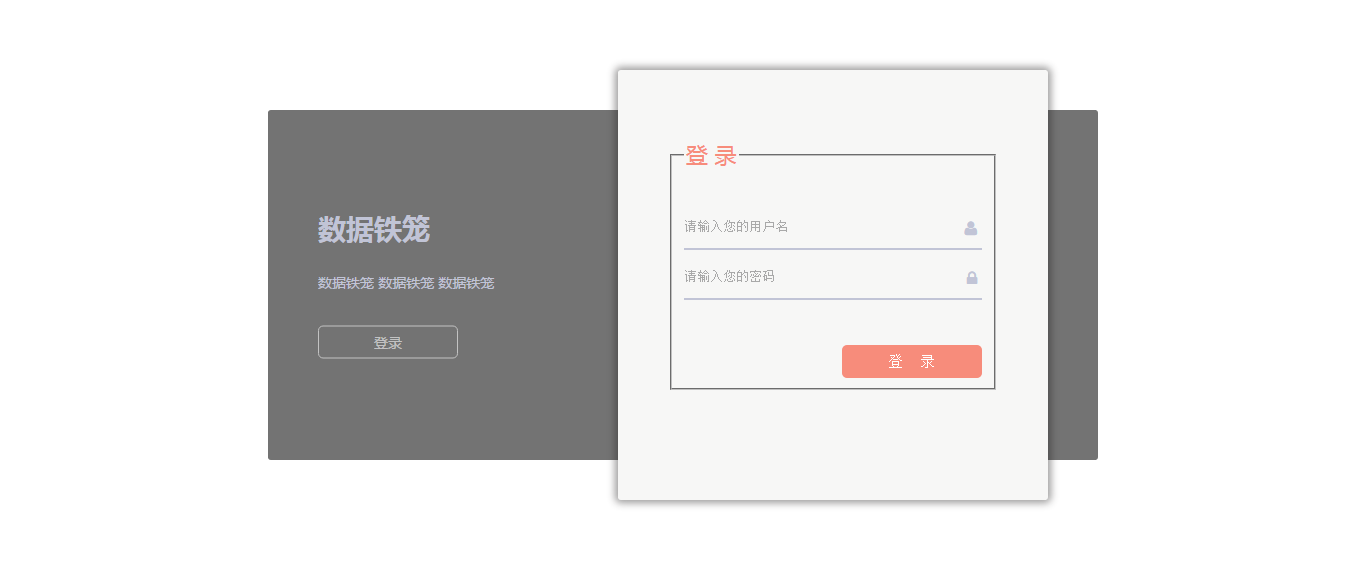 数据铁笼
数据铁笼 数据铁笼 数据铁笼
登录
登 录
请输入您的用户名
请输入您的密码
登 录